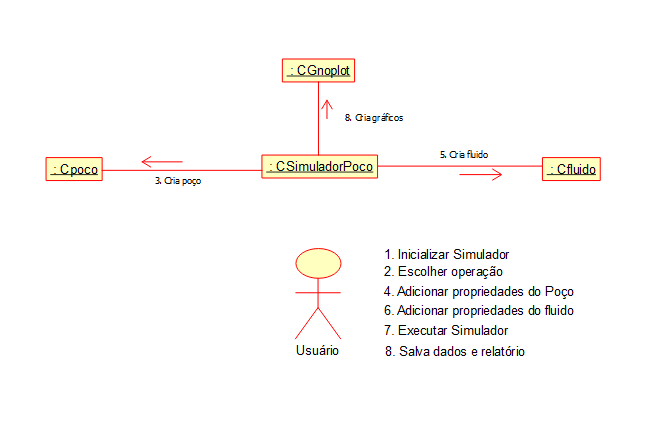 : CGnoplot
8. Cria gráficos
: CSimuladorPoco
5. Cria fluido
: Cpoco
3. Cria poço
: Cfluido
1. Inicializar Simulador
2. Escolher operação
4. Adicionar propriedades do Poço
6. Adicionar propriedades do fluido
7. Executar Simulador
8. Salva dados e relatório
Usuário